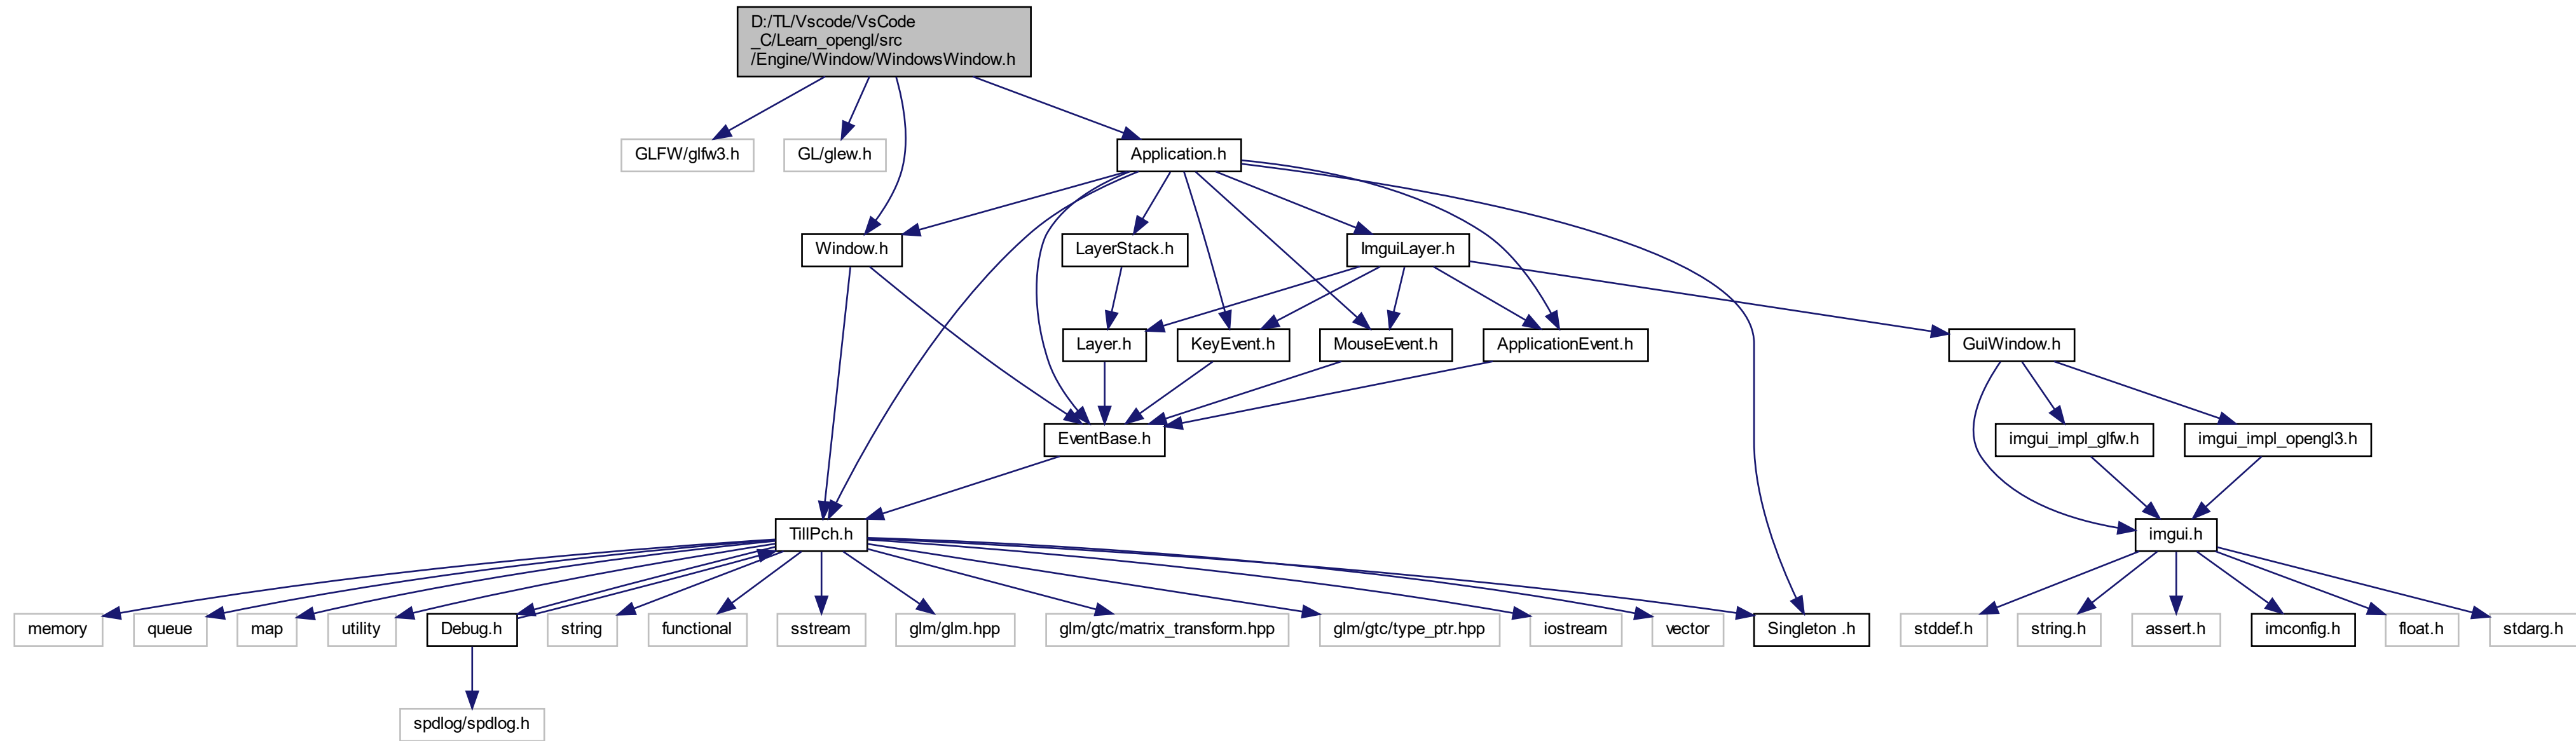 D:/TL/Vscode/VsCode
_C/Learn_opengl/src
/Engine/Window/WindowsWindow.h
GLFW/glfw3.h
GL/glew.h
Application.h
Window.h
LayerStack.h
ImguiLayer.h
Layer.h
KeyEvent.h
MouseEvent.h
ApplicationEvent.h
GuiWindow.h
EventBase.h
imgui_impl_glfw.h
imgui_impl_opengl3.h
TillPch.h
imgui.h
memory
queue
map
utility
Debug.h
string
functional
sstream
glm/glm.hpp
glm/gtc/matrix_transform.hpp
glm/gtc/type_ptr.hpp
iostream
vector
Singleton .h
stddef.h
string.h
assert.h
imconfig.h
float.h
stdarg.h
spdlog/spdlog.h